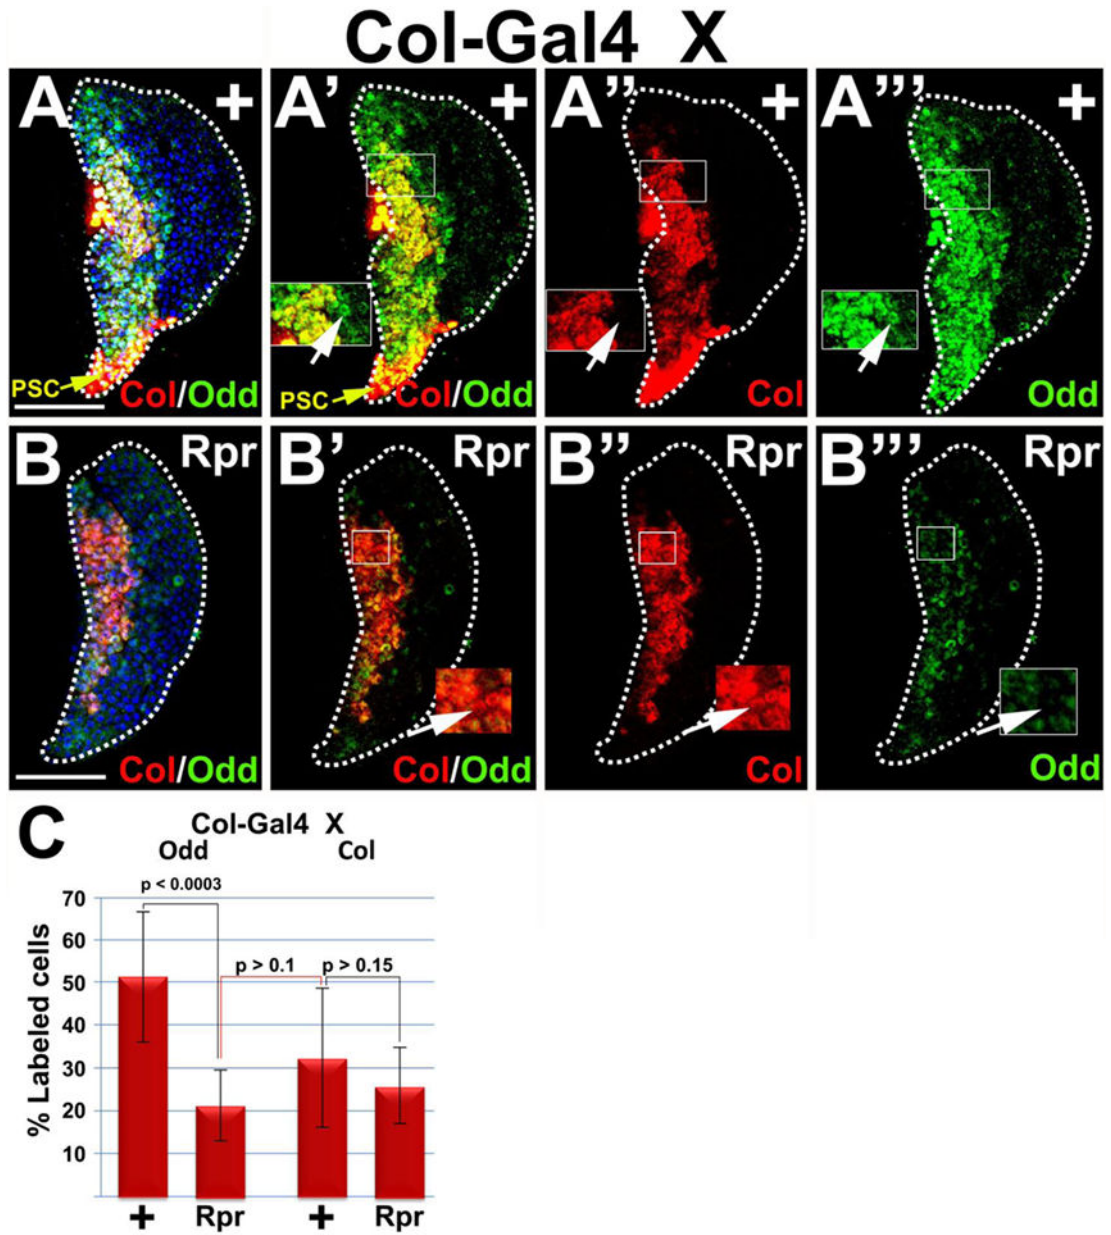 Col-Gal4 X
A + A’ + A’’ + A’’’ +
PSC Col/Odd PSC Col/Odd Col Odd
B Rpr B’ Rpr B’’ Rpr B’’’ Rpr
Col/Odd Col/Odd Col Odd
C
Col-Gal4 X
Odd Col
p < 0.0003
p > 0.1 p > 0.15
% Labeled cells
70
60
50
40
30
20
10
+ Rpr + Rpr